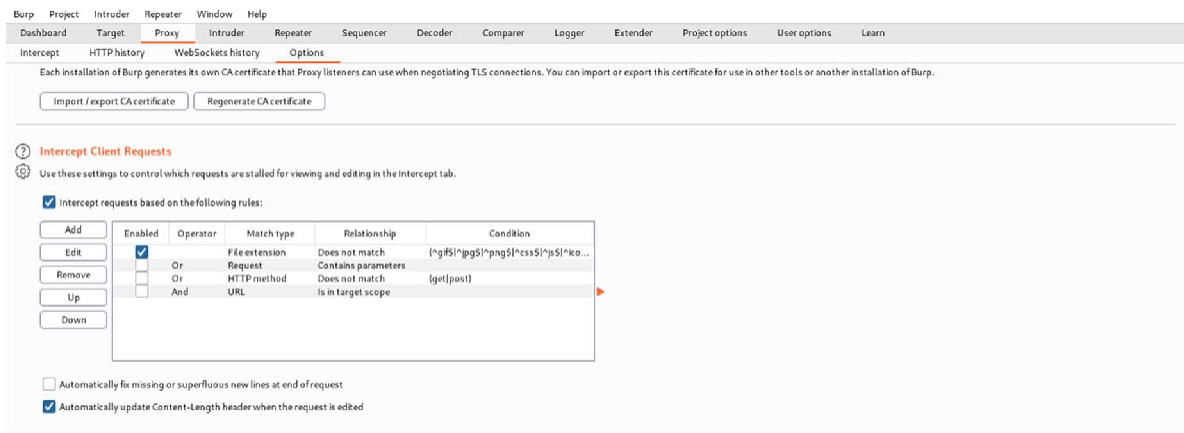 Burp Project Intruder Repeater Window Help
Dashboard Target Proxy Intruder Repeater Sequencer Decoder Comparer Logger Extender Project options User options Learn
Intercept HTTP history WebSockets history Options
Each installation of Burp generates its own CA certificate that Proxy listeners can use when negotiating TLS connections. You can import or export this certificate for use in other tools or another installation of Burp.
Import / export CA certificate Regenerate CA certificate
? Intercept Client Requests
Use these settings to control which requests are stalled for viewing and editing in the Intercept tab.
Intercept requests based on the following rules:
Add
Edit
Remove
Up
Down
Enabled Operator Match type Relationship Condition
File extension Does not match (^gif$|^jpg$|^png$|^css$|^js$|^ico...
Or Request Contains parameters
Or HTTP method Does not match (get|post)
And URL Is in target scope
Automatically fix missing or superfluous new lines at end of request
Automatically update Content-Length header when the request is edited